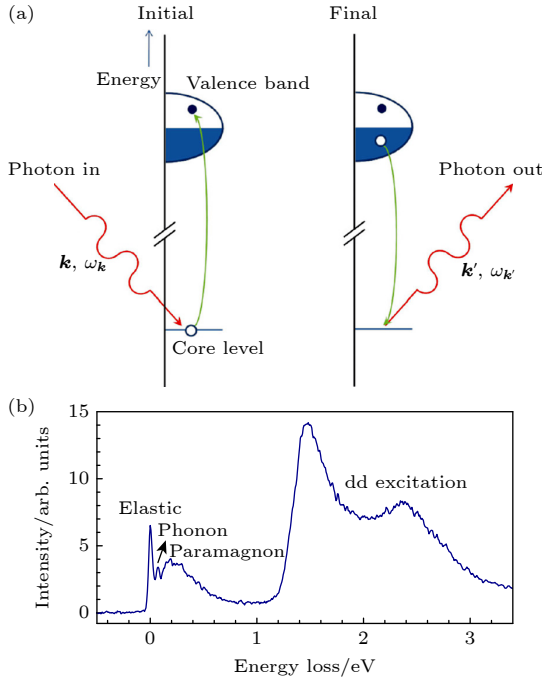 (a)
Initial
Final
Energy
Valence band
Photon in
Photon out
k, ωk
k′, ωk′
Core level
(b)
15
10
5
0
Intensity/arb. units
dd excitation
Elastic
Phonon
Paramagnon
0 1 2 3
Energy loss/eV